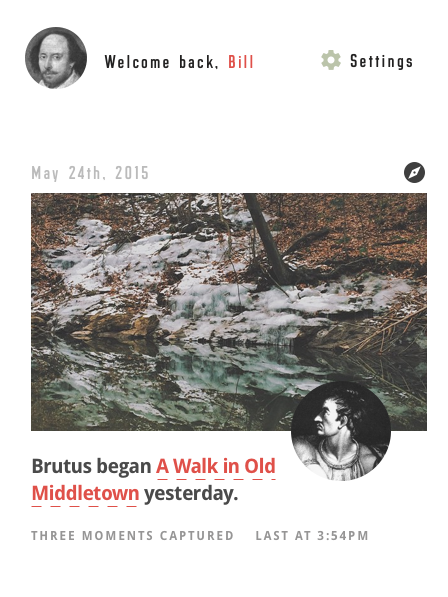 Welcome back, Bill
Settings
May 24th, 2015
Brutus began A Walk in Old
Middletown yesterday.
THREE MOMENTS CAPTURED LAST AT 3:54PM